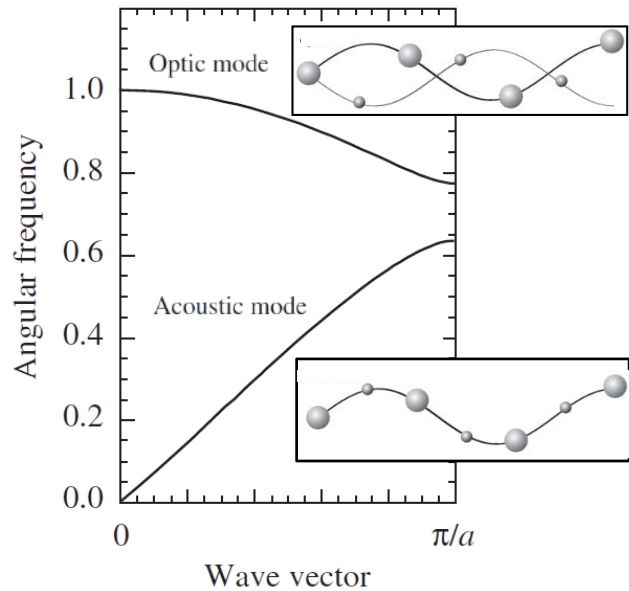 Optic mode
1.0
0.8
0.6
Acoustic mode
0.4
0.2
0.0
0
π/a
Wave vector
Angular frequency